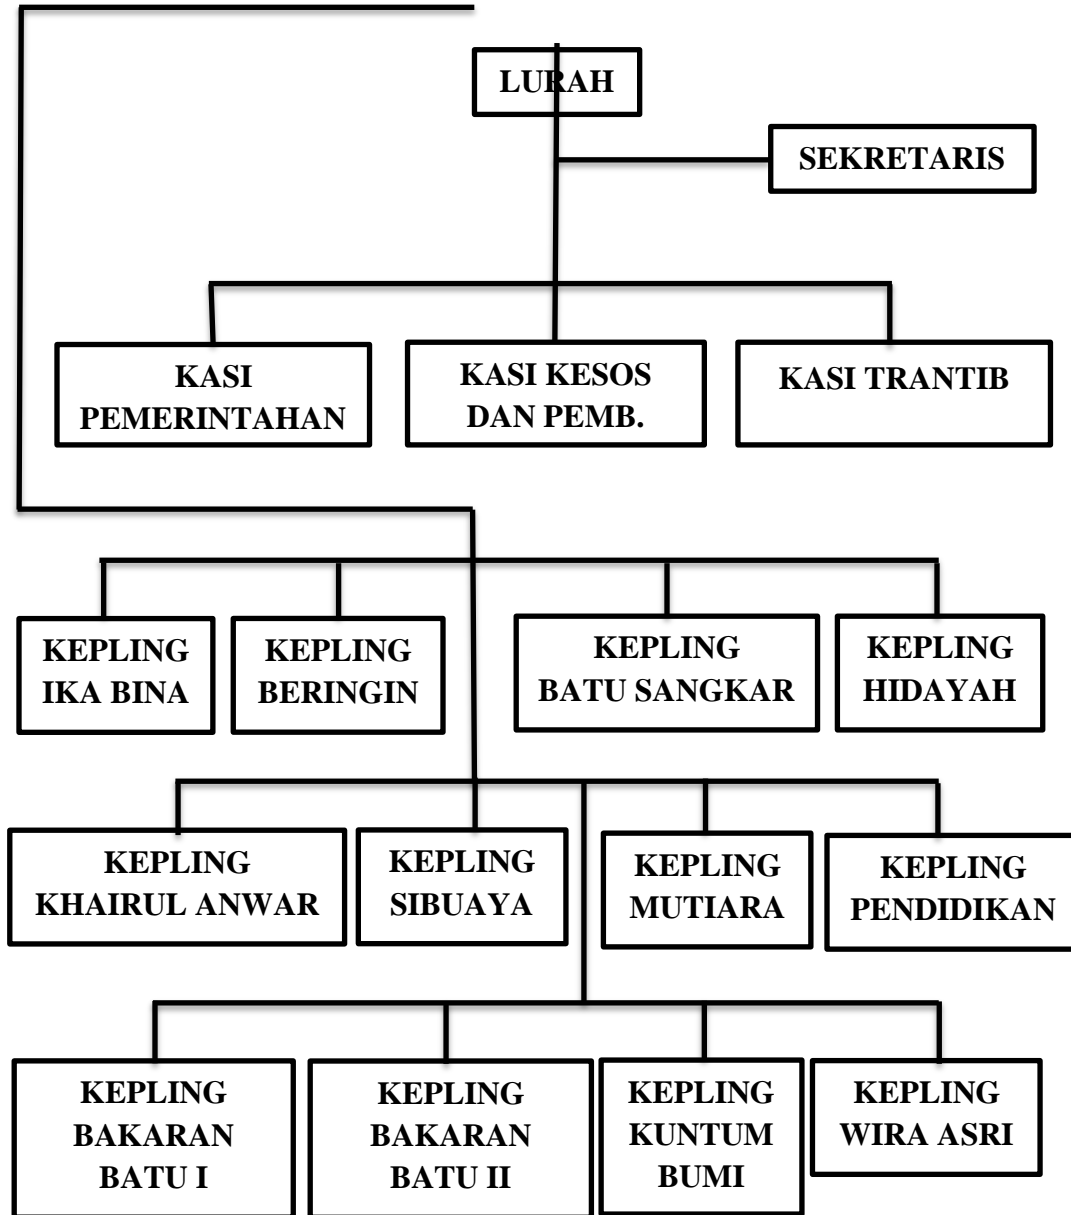 LURAH
SEKRETARIS
KASI
PEMERINTAHAN
KASI KESOS
DAN PEMB.
KASI TRANTIB
KEPLING
IKA BINA
KEPLING
BERINGIN
KEPLING
BATU SANGKAR
KEPLING
HIDAYAH
KEPLING
KHAIRUL ANWAR
KEPLING
SIBUAYA
KEPLING
MUTIARA
KEPLING
PENDIDIKAN
KEPLING
BAKARAN
BATU I
KEPLING
BAKARAN
BATU II
KEPLING
KUNTUM
BUMI
KEPLING
WIRA ASRI